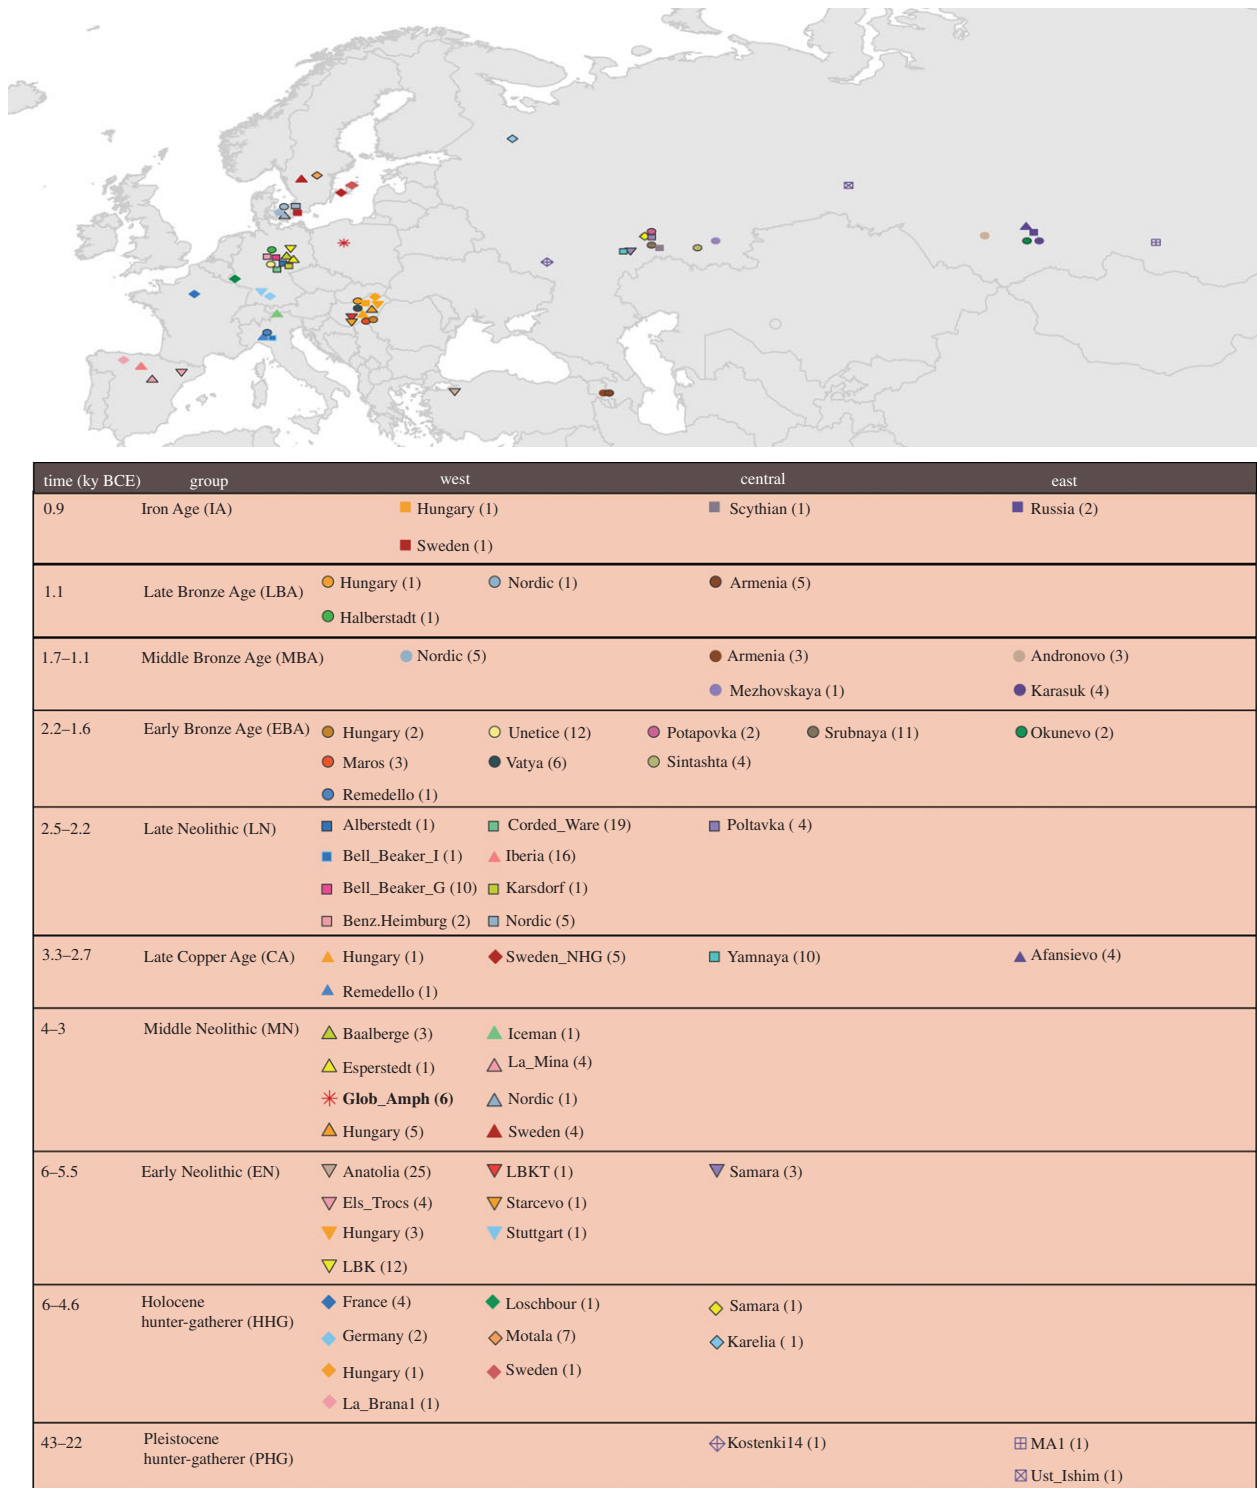 time (ky BCE) group west central east
0.9 Iron Age (IA) Hungary (1) Scythian (1) Russia (2)
Sweden (1)
1.1 Late Bronze Age (LBA) Hungary (1) Nordic (1) Armenia (5)
Halberstadt (1)
1.7–1.1 Middle Bronze Age (MBA) Nordic (5) Armenia (3) Andronovo (3)
Mezhovskaya (1) Karasuk (4)
2.2–1.6 Early Bronze Age (EBA) Hungary (2) Unetice (12) Potapovka (2) Srubnaya (11) Okunevo (2)
Maros (3) Vatya (6) Sintashta (4)
Remedello (1)
2.5–2.2 Late Neolithic (LN) Alberstedt (1) Corded_Ware (19) Poltavka ( 4)
Bell_Beaker_I (1) Iberia (16)
Bell_Beaker_G (10) Karsdorf (1)
Benz.Heimburg (2) Nordic (5)
3.3–2.7 Late Copper Age (CA) Hungary (1) Sweden_NHG (5) Yamnaya (10) Afansievo (4)
Remedello (1)
4–3 Middle Neolithic (MN) Baalberge (3) Iceman (1)
Esperstedt (1) La_Mina (4)
Glob_Amph (6) Nordic (1)
Hungary (5) Sweden (4)
6–5.5 Early Neolithic (EN) Anatolia (25) LBKT (1) Samara (3)
Els_Trocs (4) Starcevo (1)
Hungary (3) Stuttgart (1)
LBK (12)
6–4.6 Holocene France (4) Loschbour (1) Samara (1)
hunter-gatherer (HHG) Germany (2) Motala (7) Karelia ( 1)
Hungary (1) Sweden (1)
La_Brana1 (1)
43–22 Pleistocene Kostenki14 (1) MA1 (1)
hunter-gatherer (PHG) Ust_Ishim (1)